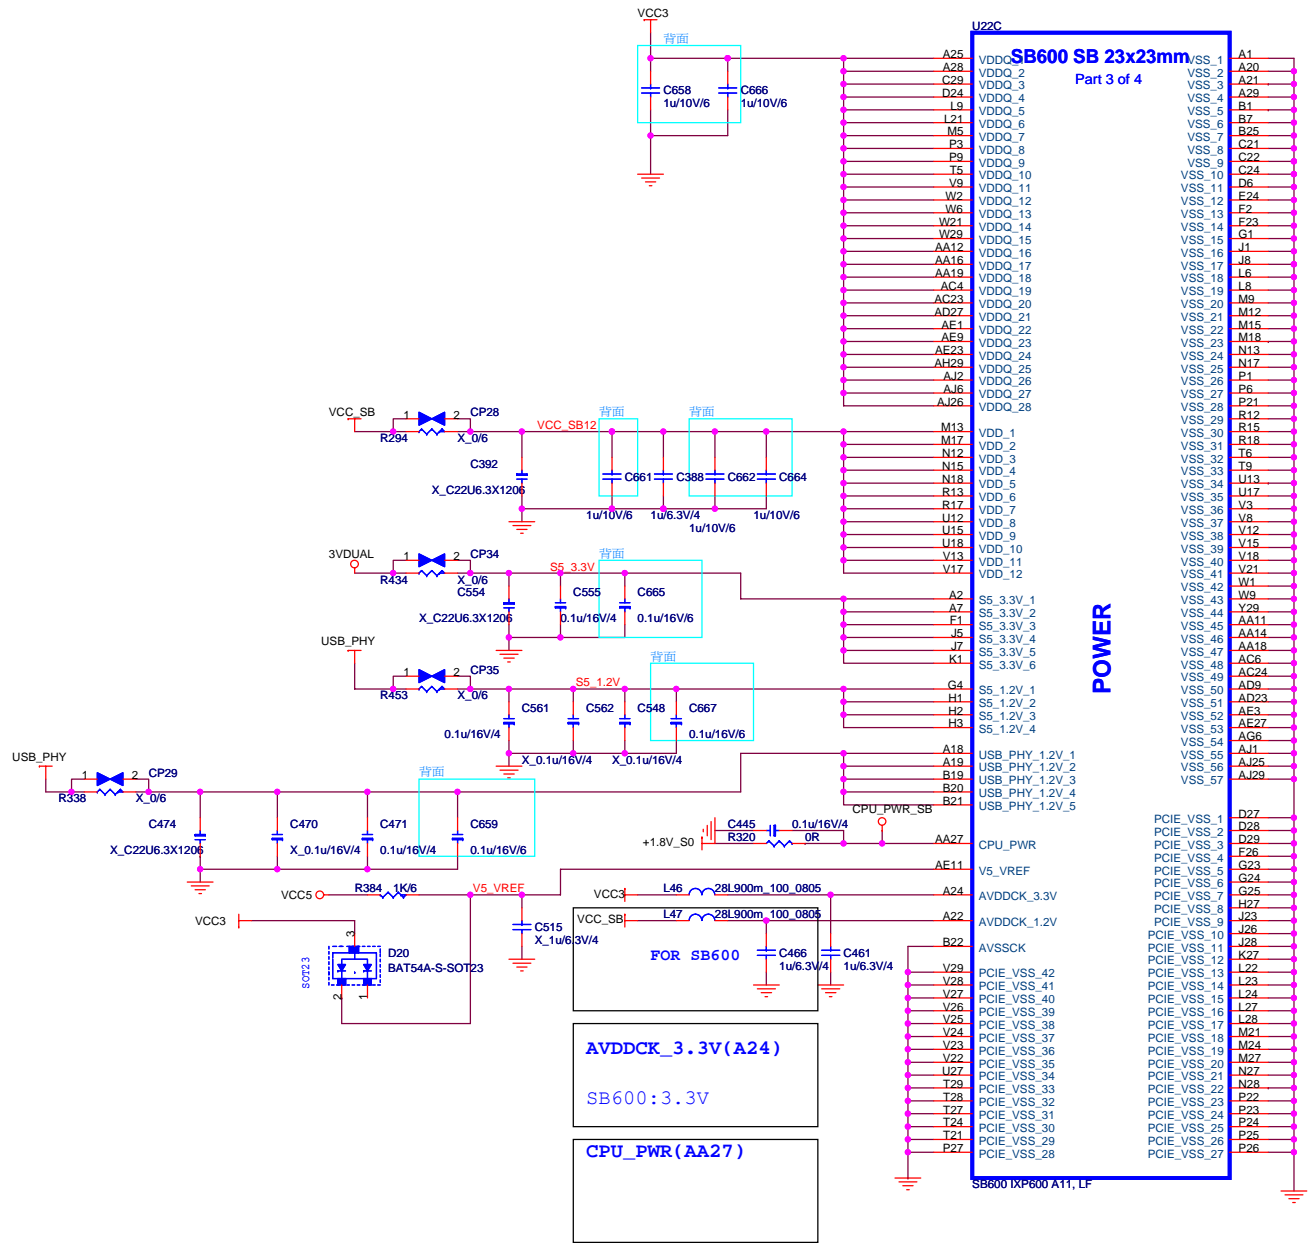 VCC3
背面
C658
1u/10V/6
C666
1u/10V/6
U22C
SB600 SB 23x23mm
Part 3 of 4
POWER
A25 VDDQ_1
A28 VDDQ_2
C29 VDDQ_3
D24 VDDQ_4
L9 VDDQ_5
L21 VDDQ_6
M5 VDDQ_7
P3 VDDQ_8
P9 VDDQ_9
T5 VDDQ_10
V9 VDDQ_11
W2 VDDQ_12
W6 VDDQ_13
W21 VDDQ_14
W29 VDDQ_15
AA12 VDDQ_16
AA16 VDDQ_17
AA19 VDDQ_18
AC4 VDDQ_19
AC23 VDDQ_20
AD27 VDDQ_21
AE1 VDDQ_22
AE9 VDDQ_23
AE23 VDDQ_24
AH29 VDDQ_25
AJ2 VDDQ_26
AJ6 VDDQ_27
AJ26 VDDQ_28
VCC_SB
1 2 CP28
R294 X_0/6
VCC_SB12
C392
X_C22U6.3X1206
背面
C661
1u/10V/6
C388
1u/6.3V/4
背面
C662
1u/10V/6
C664
1u/10V/6
M13 VDD_1
M17 VDD_2
N12 VDD_3
N15 VDD_4
N18 VDD_5
R13 VDD_6
R17 VDD_7
U12 VDD_8
U15 VDD_9
U18 VDD_10
V13 VDD_11
V17 VDD_12
3VDUAL
1 2 CP34
R434 X_0/6
S5_3.3V
C554
X_C22U6.3X1206
C555
0.1u/16V/4
背面
C665
0.1u/16V/6
A2 S5_3.3V_1
A7 S5_3.3V_2
F1 S5_3.3V_3
J5 S5_3.3V_4
J7 S5_3.3V_5
K1 S5_3.3V_6
USB_PHY
1 2 CP35
R453 X_0/6
S5_1.2V
C561
0.1u/16V/4
C562
X_0.1u/16V/4
C548
X_0.1u/16V/4
背面
C667
0.1u/16V/6
G4 S5_1.2V_1
H1 S5_1.2V_2
H2 S5_1.2V_3
H3 S5_1.2V_4
USB_PHY
1 2 CP29
R338 X_0/6
C474
X_C22U6.3X1206
C470
X_0.1u/16V/4
C471
0.1u/16V/4
背面
C659
0.1u/16V/6
A18 USB_PHY_1.2V_1
A19 USB_PHY_1.2V_2
B19 USB_PHY_1.2V_3
B20 USB_PHY_1.2V_4
B21 USB_PHY_1.2V_5
CPU_PWR_SB
C445 0.1u/16V/4
+1.8V_S0 R320 0R
AA27 CPU_PWR
AE11 V5_VREF
VCC5 R384 1K/6 V5_VREF
VCC3
3
2
1
SOT23
D20
BAT54A-S-SOT23
C515
X_1u/6.3V/4
VCC3 L46 28L900m_100_0805
A24 AVDDCK_3.3V
VCC_SB L47 28L900m_100_0805
A22 AVDDCK_1.2V
FOR SB600
C466
1u/6.3V/4
C461
1u/6.3V/4
B22 AVSSCK
V29 PCIE_VSS_42
V28 PCIE_VSS_41
V27 PCIE_VSS_40
V26 PCIE_VSS_39
V25 PCIE_VSS_38
V24 PCIE_VSS_37
V23 PCIE_VSS_36
V22 PCIE_VSS_35
U27 PCIE_VSS_34
T29 PCIE_VSS_33
T28 PCIE_VSS_32
T27 PCIE_VSS_31
T24 PCIE_VSS_30
T21 PCIE_VSS_29
P27 PCIE_VSS_28
AVDDCK_3.3V(A24)
SB600:3.3V
CPU_PWR(AA27)
VSS_1 A1
VSS_2 A20
VSS_3 A21
VSS_4 A29
VSS_5 B1
VSS_6 B7
VSS_7 B25
VSS_8 C21
VSS_9 C22
VSS_10 C24
VSS_11 D6
VSS_12 E24
VSS_13 F2
VSS_14 F23
VSS_15 G1
VSS_16 J1
VSS_17 J8
VSS_18 L6
VSS_19 L8
VSS_20 M9
VSS_21 M12
VSS_22 M15
VSS_23 M18
VSS_24 N13
VSS_25 N17
VSS_26 P1
VSS_27 P6
VSS_28 P21
VSS_29 R12
VSS_30 R15
VSS_31 R18
VSS_32 T6
VSS_33 T9
VSS_34 U13
VSS_35 U17
VSS_36 V3
VSS_37 V8
VSS_38 V12
VSS_39 V15
VSS_40 V18
VSS_41 V21
VSS_42 W1
VSS_43 W9
VSS_44 Y29
VSS_45 AA11
VSS_46 AA14
VSS_47 AA18
VSS_48 AC6
VSS_49 AC24
VSS_50 AD9
VSS_51 AD23
VSS_52 AE3
VSS_53 AE27
VSS_54 AG6
VSS_55 AJ1
VSS_56 AJ25
VSS_57 AJ29
PCIE_VSS_1 D27
PCIE_VSS_2 D28
PCIE_VSS_3 D29
PCIE_VSS_4 F26
PCIE_VSS_5 G23
PCIE_VSS_6 G24
PCIE_VSS_7 G25
PCIE_VSS_8 H27
PCIE_VSS_9 J23
PCIE_VSS_10 J26
PCIE_VSS_11 J28
PCIE_VSS_12 K27
PCIE_VSS_13 L22
PCIE_VSS_14 L23
PCIE_VSS_15 L24
PCIE_VSS_16 L27
PCIE_VSS_17 L28
PCIE_VSS_18 M21
PCIE_VSS_19 M24
PCIE_VSS_20 M27
PCIE_VSS_21 N27
PCIE_VSS_22 N28
PCIE_VSS_23 P22
PCIE_VSS_24 P23
PCIE_VSS_25 P24
PCIE_VSS_26 P25
PCIE_VSS_27 P26
SB600 IXP600 A11, LF